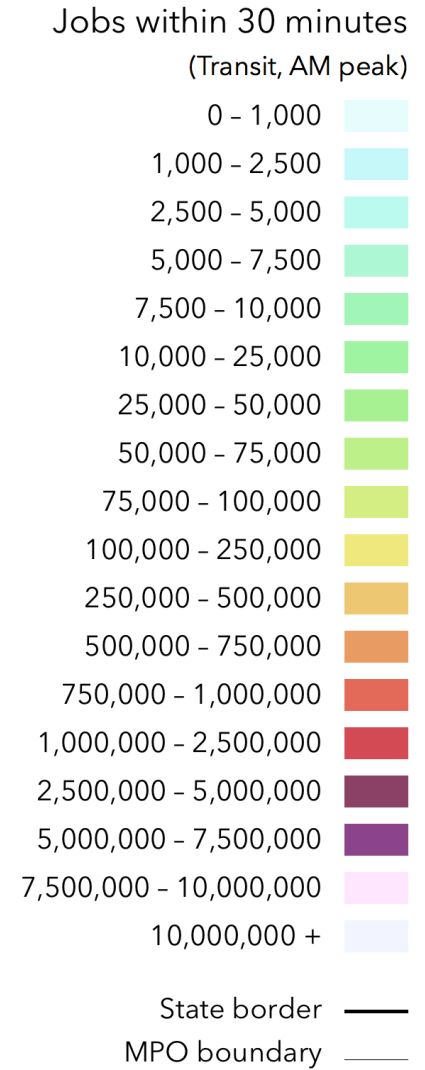 Jobs within 30 minutes
(Transit, AM peak)
0 – 1,000
1,000 – 2,500
2,500 – 5,000
5,000 – 7,500
7,500 – 10,000
10,000 – 25,000
25,000 – 50,000
50,000 – 75,000
75,000 – 100,000
100,000 – 250,000
250,000 – 500,000
500,000 – 750,000
750,000 – 1,000,000
1,000,000 – 2,500,000
2,500,000 – 5,000,000
5,000,000 – 7,500,000
7,500,000 – 10,000,000
10,000,000 +
State border
MPO boundary